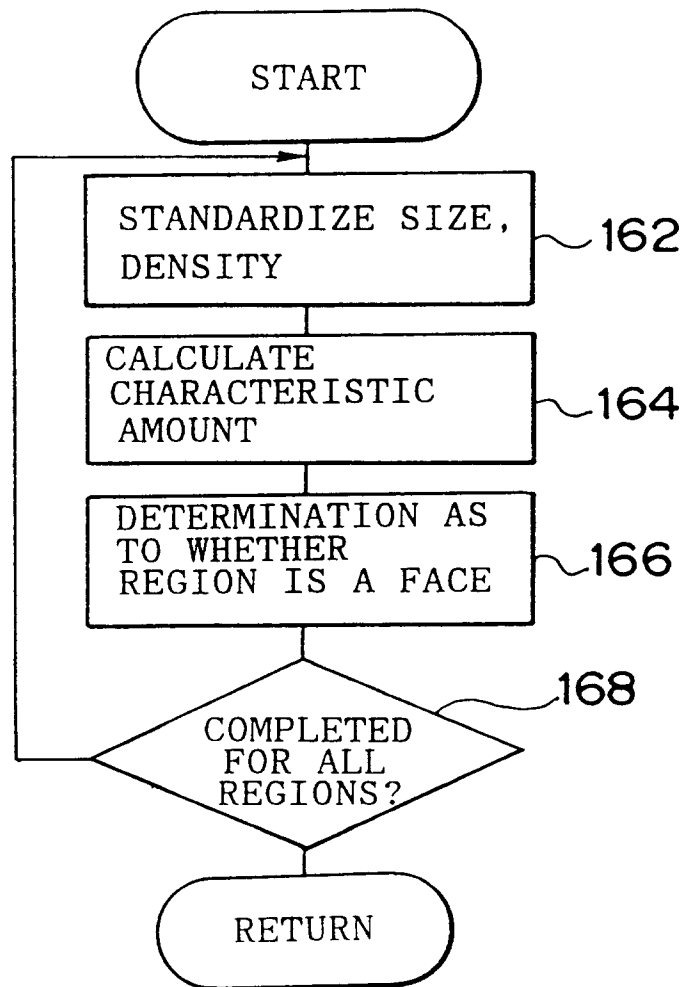 START
STANDARDIZE SIZE,
DENSITY
162
CALCULATE
CHARACTERISTIC
AMOUNT
164
DETERMINATION AS
TO WHETHER
REGION IS A FACE
166
168
COMPLETED
FOR ALL
REGIONS?
RETURN